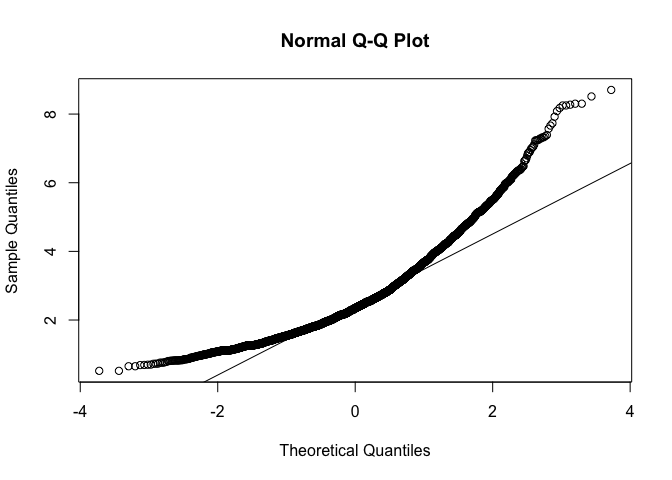 Normal Q-Q Plot
8
6
4
2
Sample Quantiles
-4 -2 0 2 4
Theoretical Quantiles